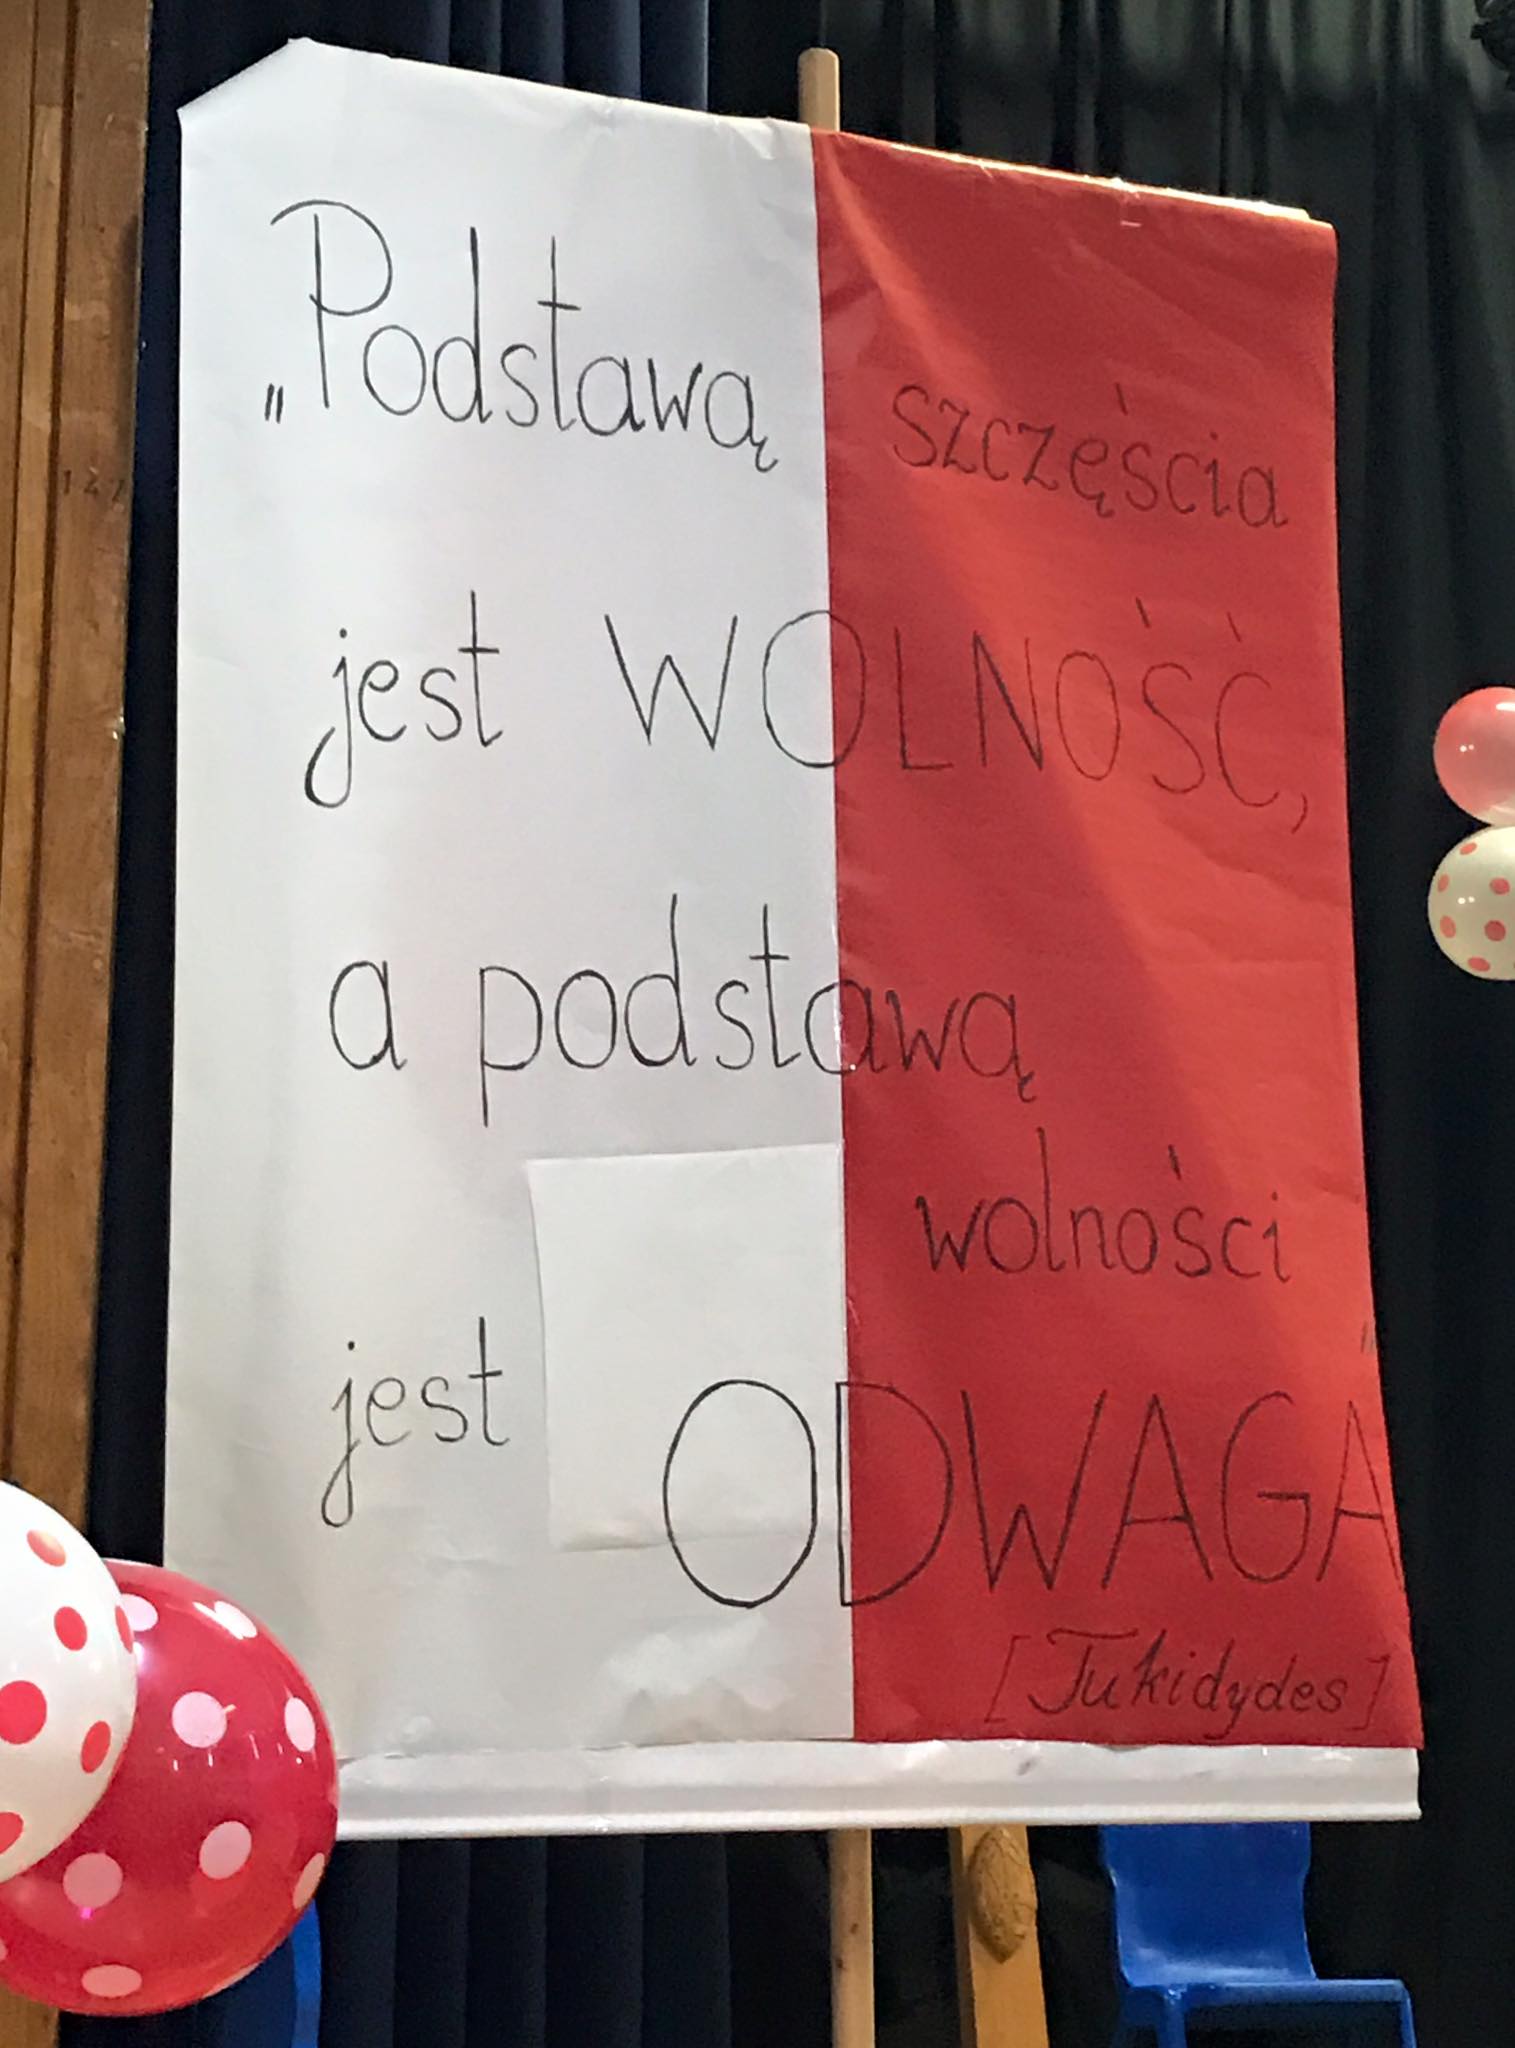 „Podstawą szczęścia
jest WOLNOŚĆ,
a podstawą
wolności
jest ODWAGA"
[Tukidydes]